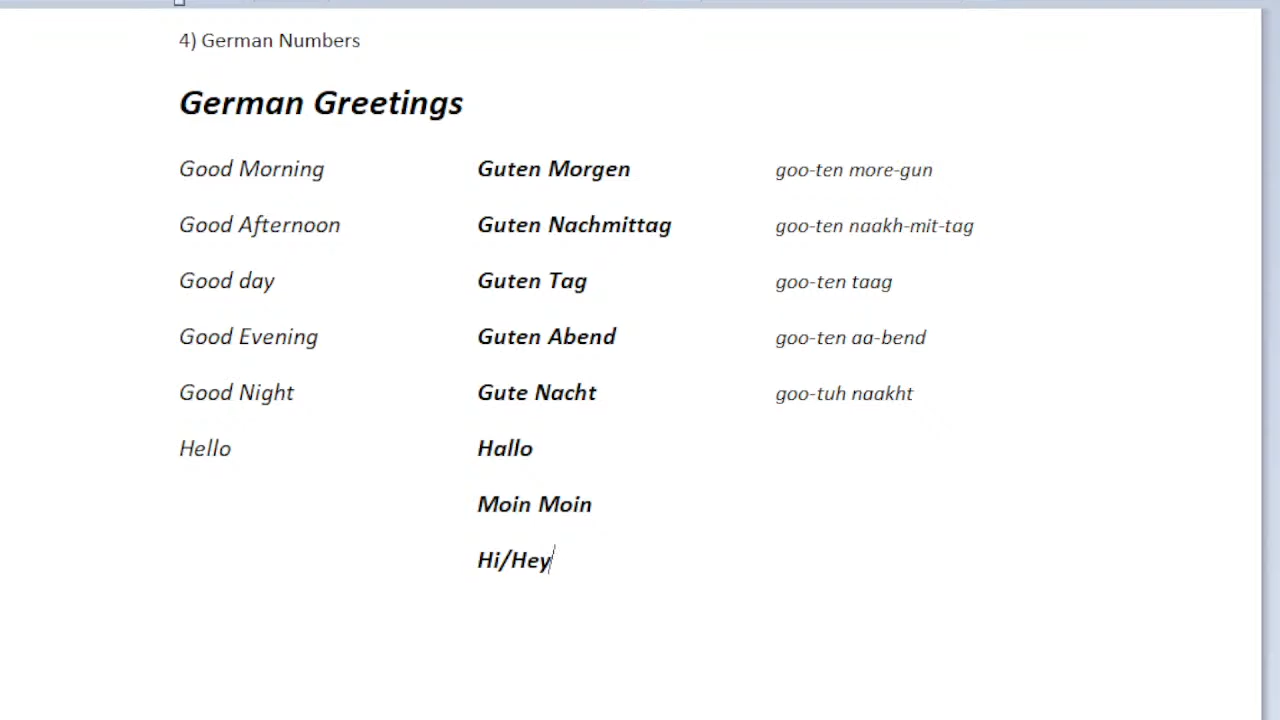 4) German Numbers
German Greetings
Good Morning Guten Morgen goo-ten more-gun
Good Afternoon Guten Nachmittag goo-ten naakh-mit-tag
Good day Guten Tag goo-ten taag
Good Evening Guten Abend goo-ten aa-bend
Good Night Gute Nacht goo-tuh naakht
Hello Hallo
Moin Moin
Hi/Hey